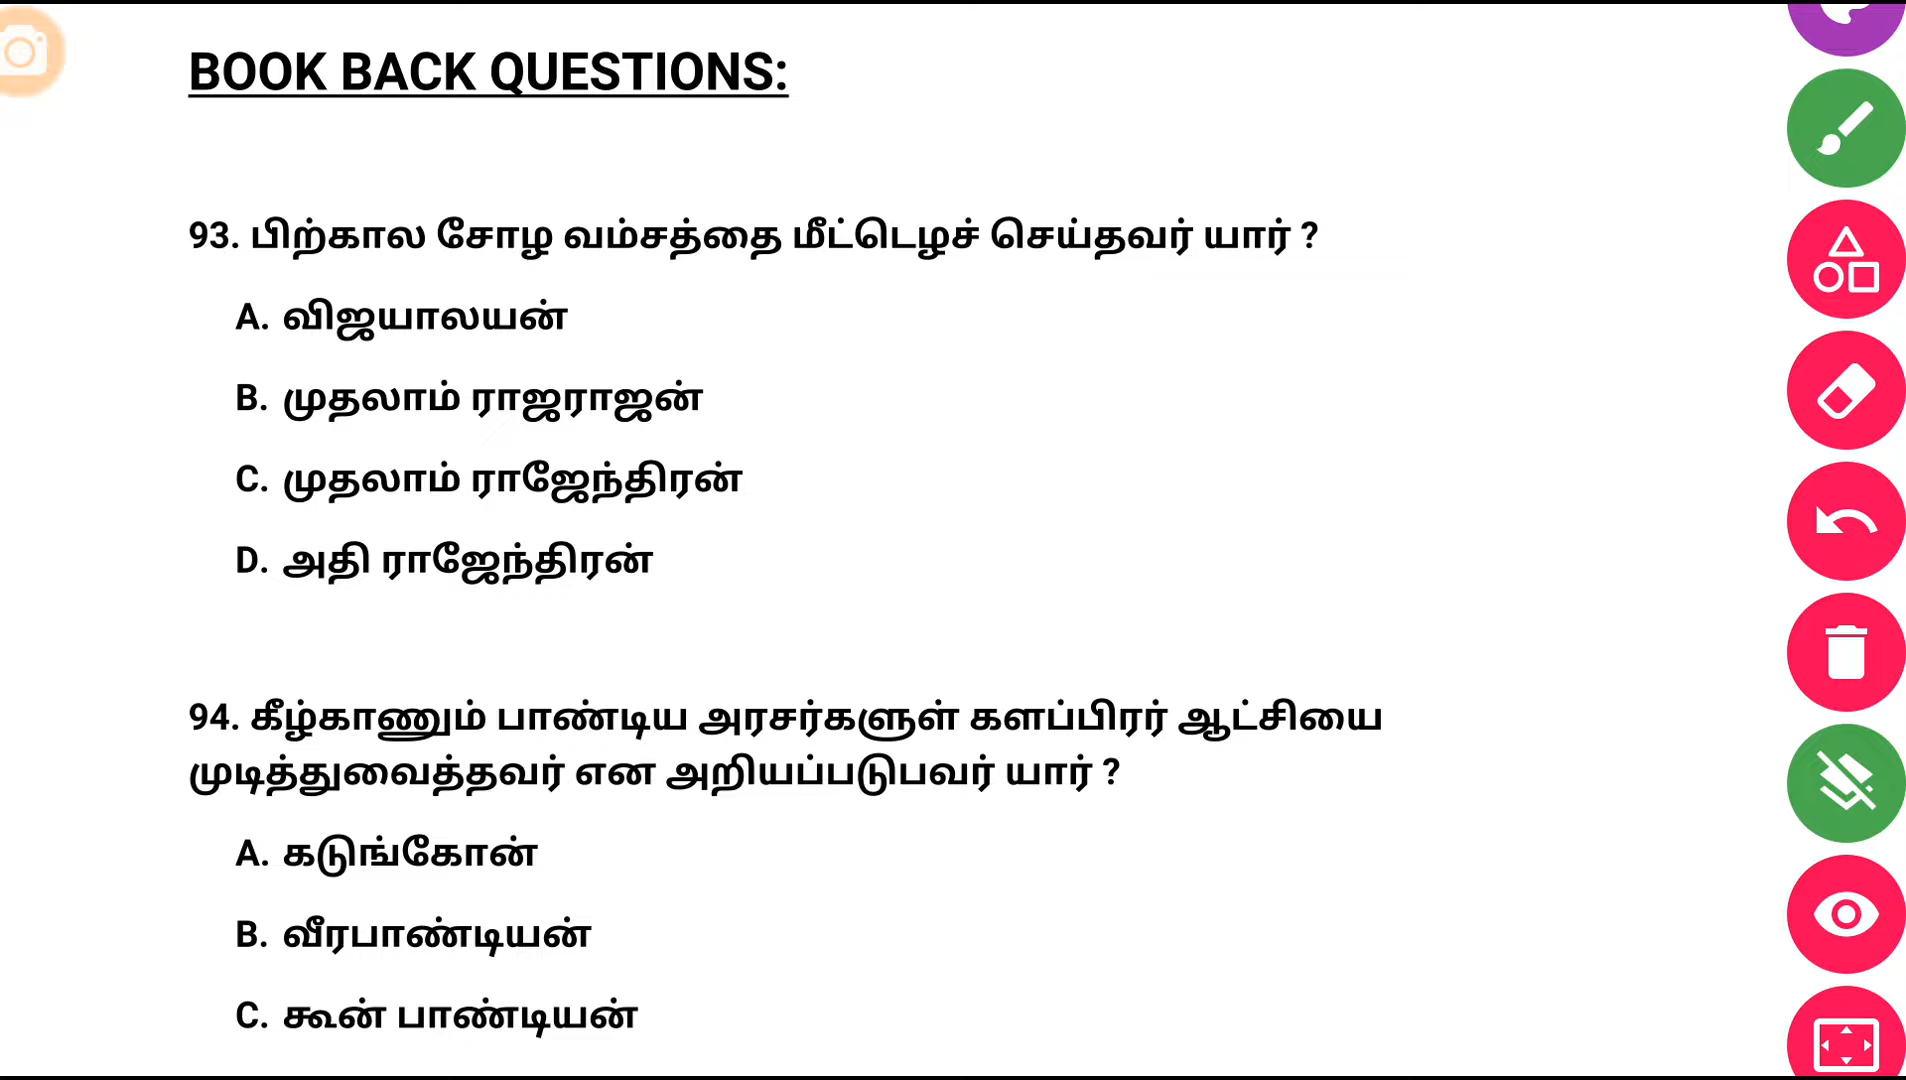 BOOK BACK QUESTIONS:
93. பிற்கால சோழ வம்சத்தை மீட்டெழச் செய்தவர் யார் ?
A. விஜயாலயன்
B. முதலாம் ராஜராஜன்
C. முதலாம் ராஜேந்திரன்
D. அதி ராஜேந்திரன்
94. கீழ்காணும் பாண்டிய அரசர்களுள் களப்பிரர் ஆட்சியை
முடித்துவைத்தவர் என அறியப்படுபவர் யார் ?
A. கடுங்கோன்
B. வீரபாண்டியன்
C. கூன் பாண்டியன்